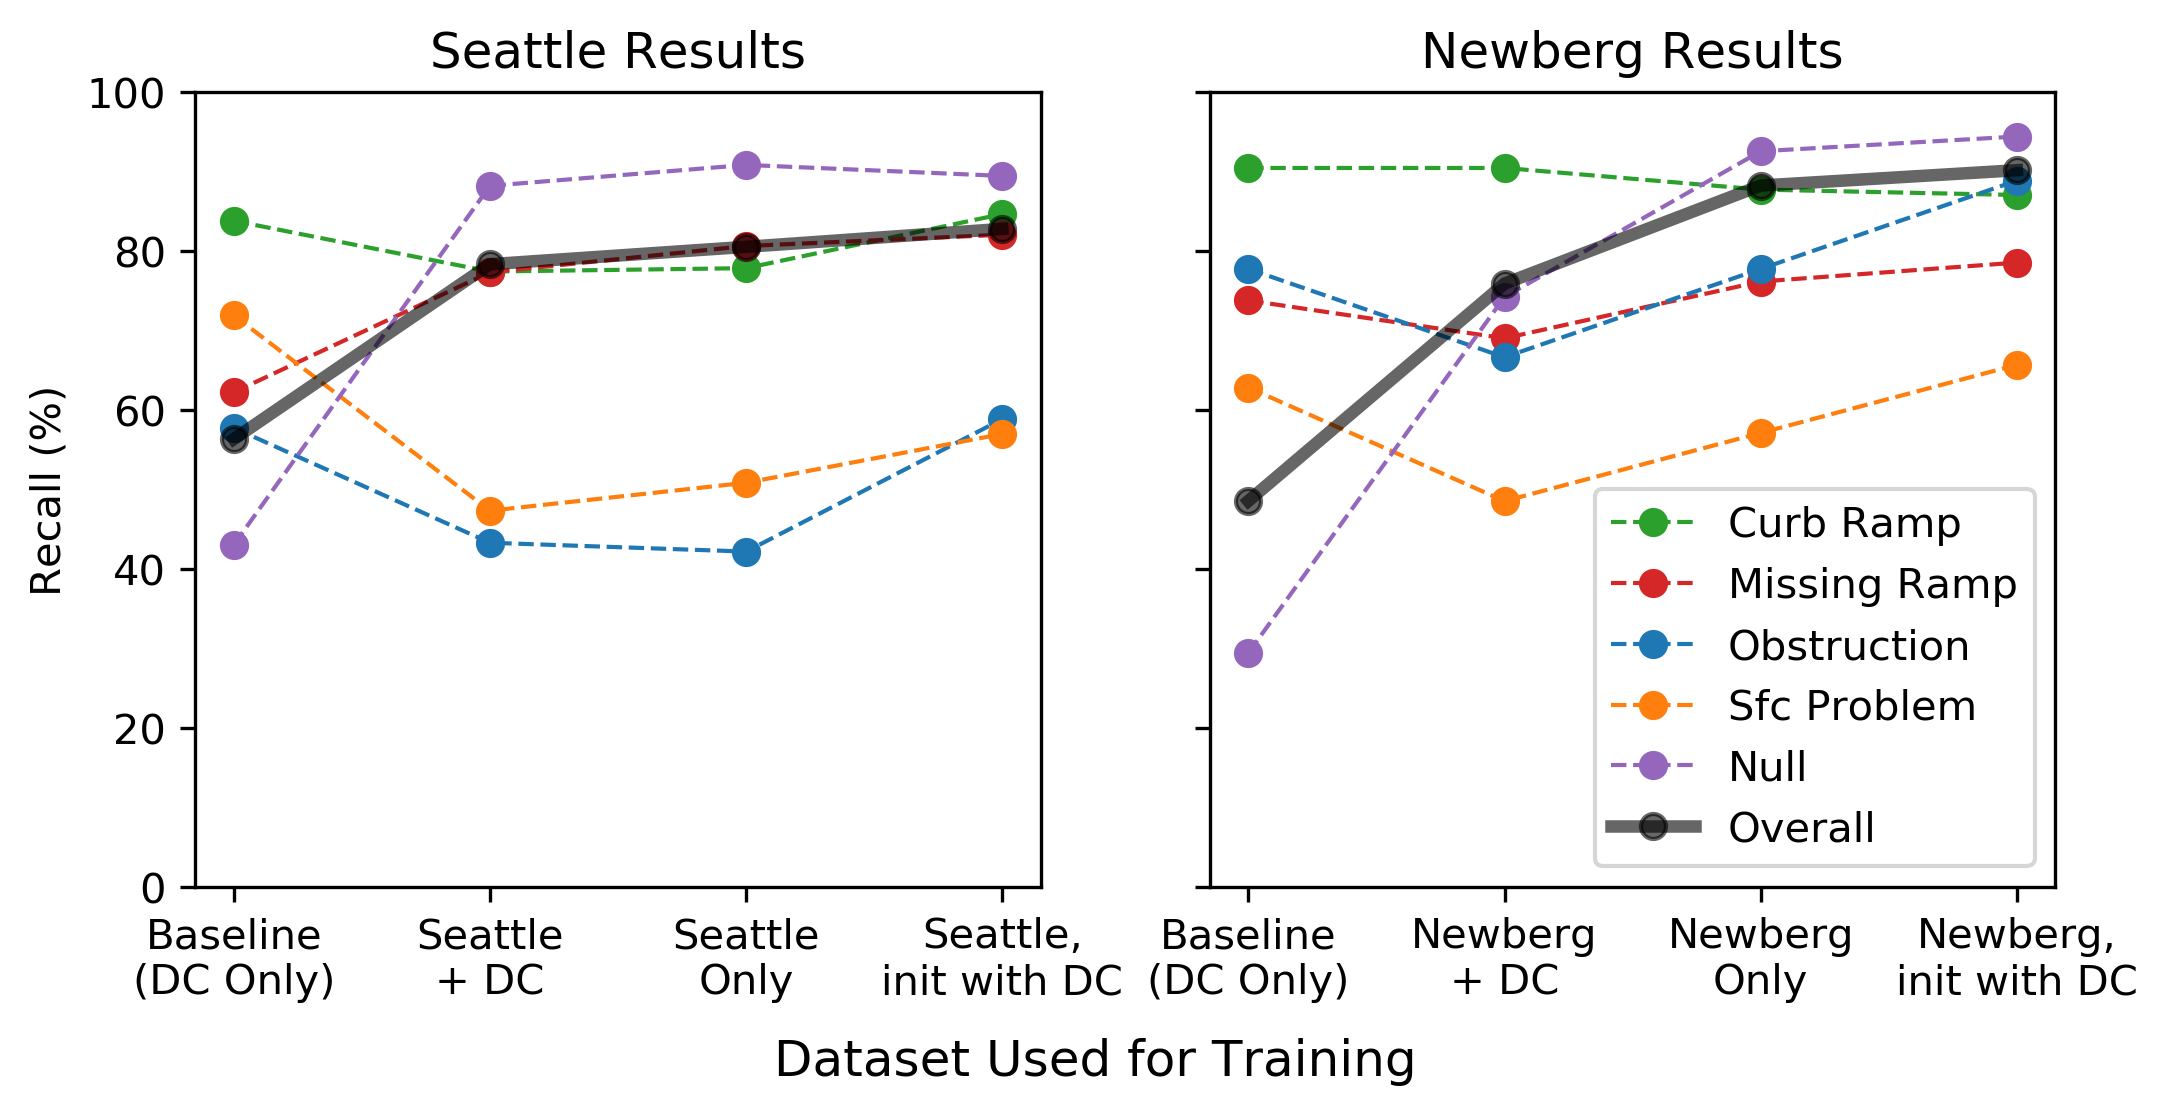 Seattle Results
Newberg Results
Recall (%)
100
80
60
40
20
0
Baseline
(DC Only)
Seattle
+ DC
Seattle
Only
Seattle,
init with DC
Baseline
(DC Only)
Newberg
+ DC
Newberg
Only
Newberg,
init with DC
Curb Ramp
Missing Ramp
Obstruction
Sfc Problem
Null
Overall
Dataset Used for Training